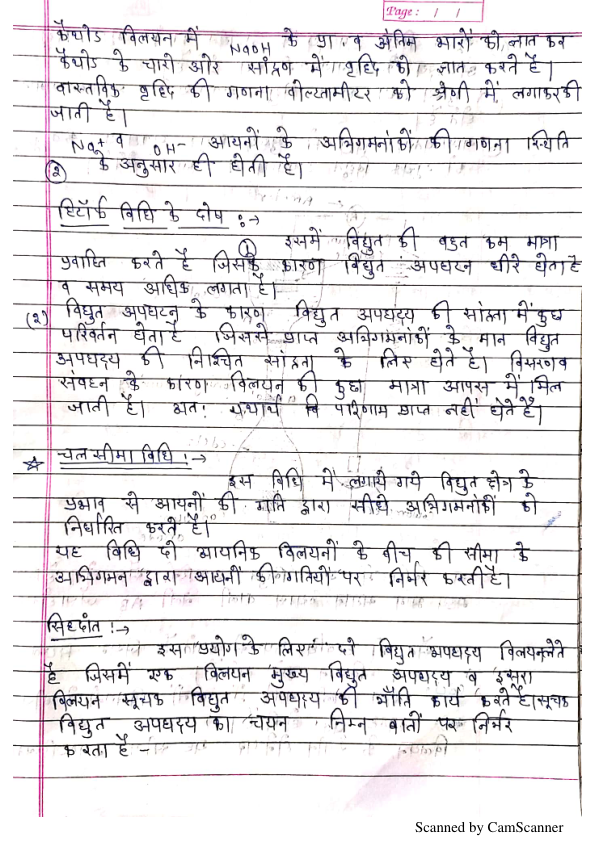 Page: / /
कैथोड विलयन में NaOH के प्रा. व अंतिम भारों को ज्ञात कर
कैथोड के चारो और सांद्रण में वृद्धि को ज्ञात करते है।
वास्तविक वृद्धि की गणना वोल्टामीटर को श्रेणी में लगाकर की
जाती है।
Na+ व OH- आयनों के अभिगमनांकों की गणना स्थिति
② के अनुसार ही होती है।
हिटॉर्फ विधि के दोष :→
① इसमें विद्युत की बहुत कम मात्रा
प्रवाहित करते है जिसके कारण विद्युत अपघटन धीरे होता है
व समय अधिक लगता है।
(२) विद्युत अपघटन के कारण विद्युत अपघट्य की सांद्रता में कुछ
परिवर्तन होता है जिससे प्राप्त अभिगमनांकों के मान विद्युत
अपघट्य की निश्चित सांद्रता के लिए होते है। विसरण व
संवहन के कारण विलयन की कुछ मात्रा आपस में मिल
जाती है। अत: यथार्थ परिणाम प्राप्त नहीं होते है।
☆ चल सीमा विधि :→
इस विधि में लगाये गये विद्युत क्षेत्र के
प्रभाव से आयनों की गति द्वारा सीधे अभिगमनांकों को
निर्धारित करते है।
यह विधि दो आयनिक विलयनों के बीच की सीमा के
अभिगमन द्वारा आयनों की गतियों पर निर्भर करती है।
सिद्दांत :→
इस प्रयोग के लिए दो विद्युत अपघट्य विलयन लेते
है जिसमें एक विलयन मुख्य विद्युत अपघट्य व दूसरा
विलयन सूचक विद्युत अपघट्य की भाँति कार्य करते है। सूचक
विद्युत अपघट्य का चयन निम्न बातों पर निर्भर
करता है -
Scanned by CamScanner